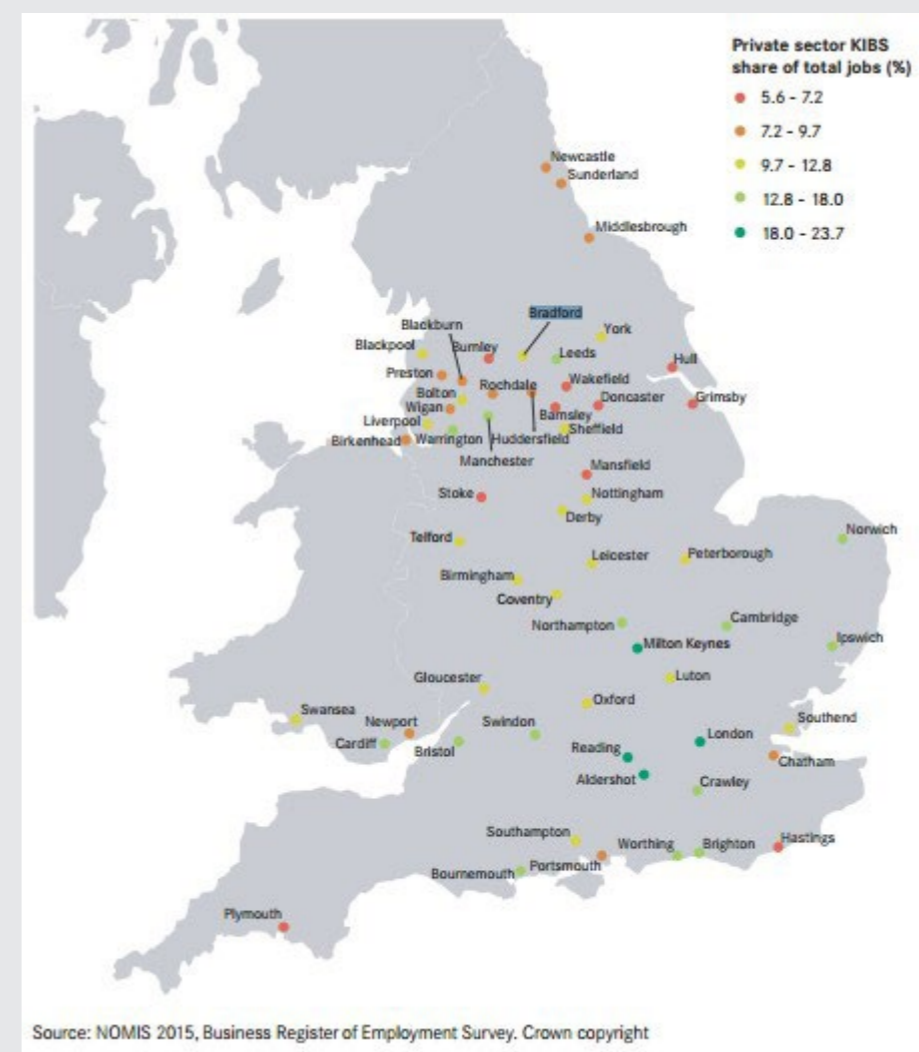 Private sector KIBS
share of total jobs (%)
5.6 - 7.2
7.2 - 9.7
9.7 - 12.8
12.8 - 18.0
18.0 - 23.7
Newcastle
Sunderland
Middlesbrough
Bradford
Blackburn
York
Blackpool
Burnley
Leeds
Hull
Preston
Wakefield
Rochdale
Bolton
Doncaster
Grimsby
Wigan
Barnsley
Liverpool
Sheffield
Birkenhead
Warrington
Huddersfield
Manchester
Mansfield
Stoke
Nottingham
Derby
Norwich
Telford
Leicester
Peterborough
Birmingham
Coventry
Northampton
Cambridge
Milton Keynes
Ipswich
Gloucester
Luton
Oxford
Swansea
Newport
Swindon
Southend
Cardiff
Bristol
Reading
London
Chatham
Aldershot
Crawley
Southampton
Worthing
Brighton
Hastings
Bournemouth
Portsmouth
Plymouth
Source: NOMIS 2015, Business Register of Employment Survey. Crown copyright